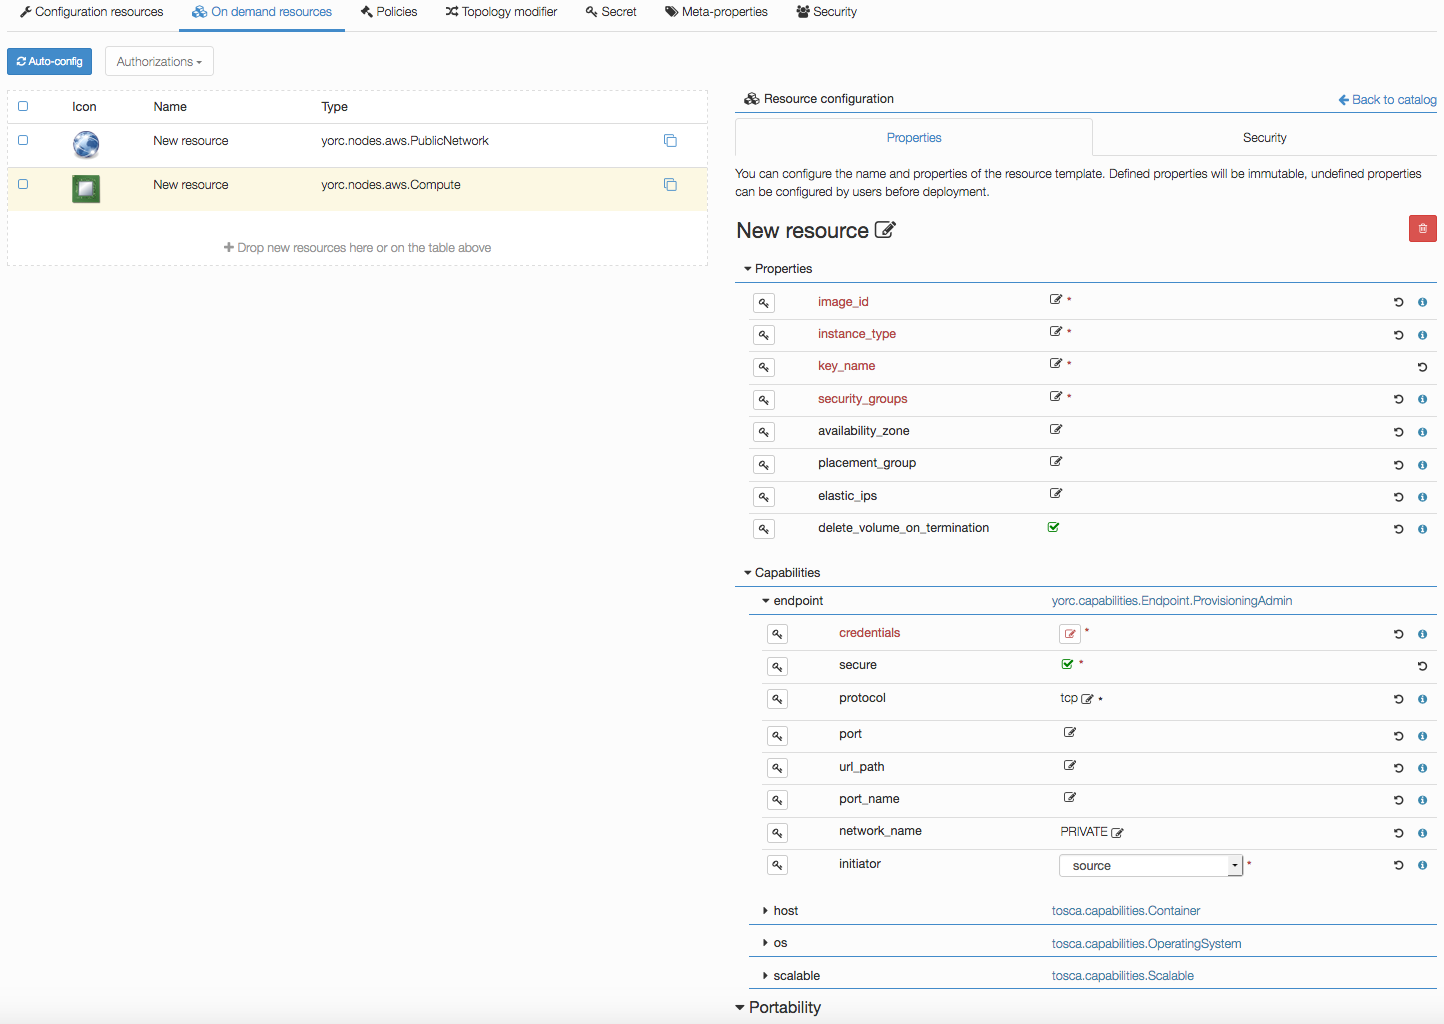 Configuration resources On demand resources Policies Topology modifier Secret Meta-properties Security
Auto-config Authorizations
Icon Name Type
New resource yorc.nodes.aws.PublicNetwork
New resource yorc.nodes.aws.Compute
Drop new resources here or on the table above
Resource configuration Back to catalog
Properties Security
You can configure the name and properties of the resource template. Defined properties will be immutable, undefined properties
can be configured by users before deployment.
New resource
Properties
image_id *
instance_type *
key_name *
security_groups *
availability_zone
placement_group
elastic_ips
delete_volume_on_termination
Capabilities
endpoint yorc.capabilities.Endpoint.ProvisioningAdmin
credentials *
secure *
protocol tcp *
port
url_path
port_name
network_name PRIVATE
initiator source *
host tosca.capabilities.Container
os tosca.capabilities.OperatingSystem
scalable tosca.capabilities.Scalable
Portability